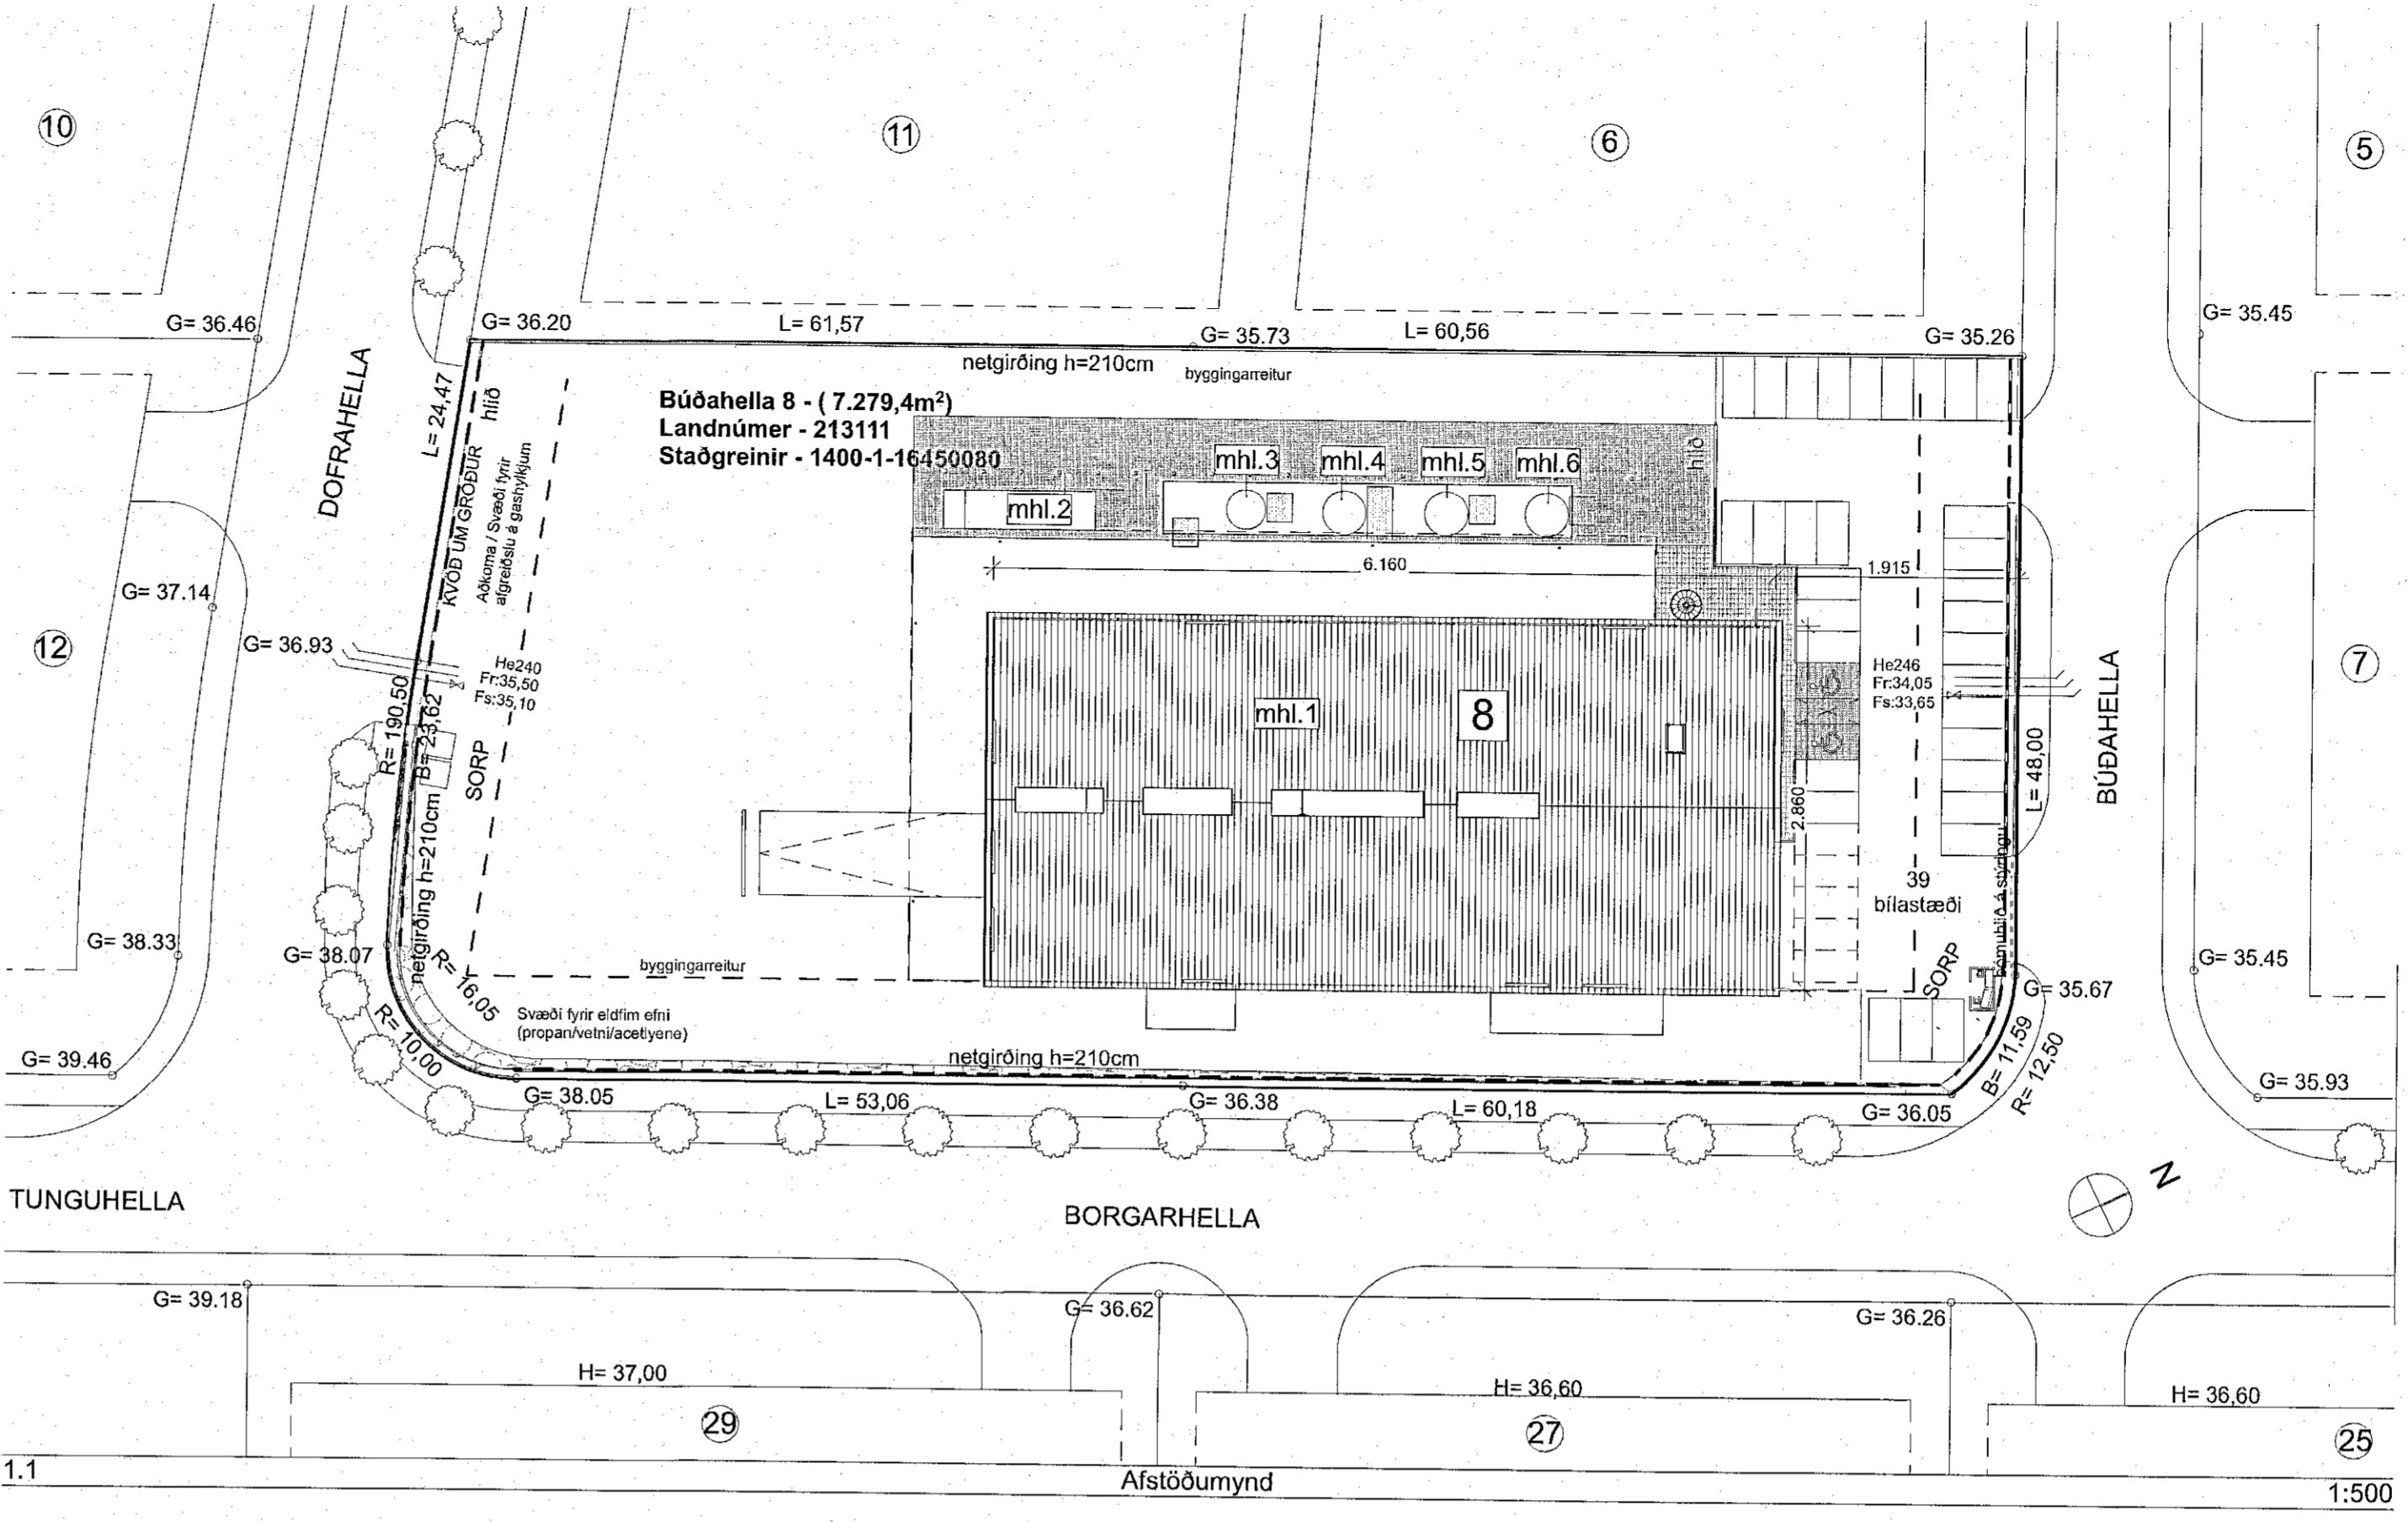 10
11
6
5
G= 36.46
G= 36.20
L= 61,57
G= 35.73
L= 60,56
G= 35.26
G= 35.45
netgirðing h=210cm
byggingarreitur
DOFRAHELLA
L= 24,47
hlið
KVÖÐ UM GRÓÐUR
Aðkoma / Svæði fyrir
afgreiðslu á gashylkjum
Búðahella 8 - ( 7.279,4m²)
Landnúmer - 213111
Staðgreinir - 1400-1-16450080
mhl.2
mhl.3
mhl.4
mhl.5
mhl.6
hlið
6.160
1.915
G= 37.14
12
G= 36.93
He240
Fr:35,50
Fs:35,10
R= 190,50
B= 23,62
SORP
netgirðing h=210cm
mhl.1
8
He246
Fr:34,05
Fs:33,65
2.860
L= 48,00
BÚÐAHELLA
7
39
bílastæði
bómuhlið á stýringu
SORP
G= 38.33
G= 38.07
R= 16,05
R= 10,00
byggingarreitur
Svæði fyrir eldfim efni
(propan/vetni/acetlyene)
netgirðing h=210cm
G= 35.45
G= 35.67
B= 11,59
R= 12,50
G= 39.46
G= 38.05
L= 53,06
G= 36.38
L= 60,18
G= 36.05
G= 35.93
N
TUNGUHELLA
BORGARHELLA
G= 39.18
G= 36.62
G= 36.26
H= 37,00
H= 36,60
H= 36,60
29
27
25
1.1
Afstöðumynd
1:500